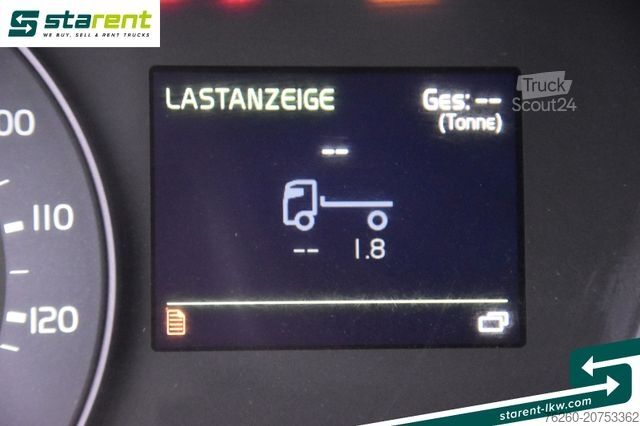 starent
WE BUY, SELL & RENT TRUCKS
Truck
Scout24
LASTANZEIGE Ges: --
(Tonne)
--
-- 1.8
110
120
starent-lkw.com
76260-20753362